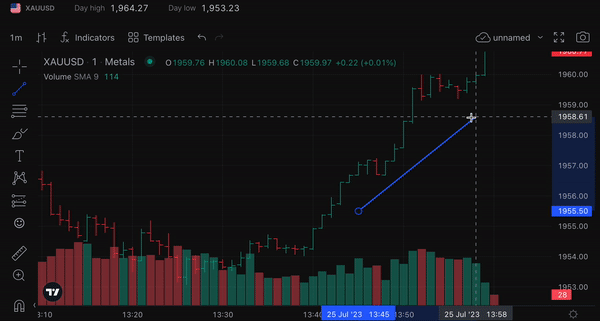 XAUUSD Day high 1,964.27 Day low 1,953.23
1m Indicators Templates unnamed
XAUUSD · 1 · Metals O1959.76 H1960.08 L1959.68 C1959.97 +0.22 (+0.01%)
Volume SMA 9 114
1960.00
1959.00
1958.61
1958.00
1957.00
1956.00
1955.50
1955.00
1954.00
28
1953.00
13:20 13:30 13:40 25 Jul '23 13:45 13:50 25 Jul '23 13:58